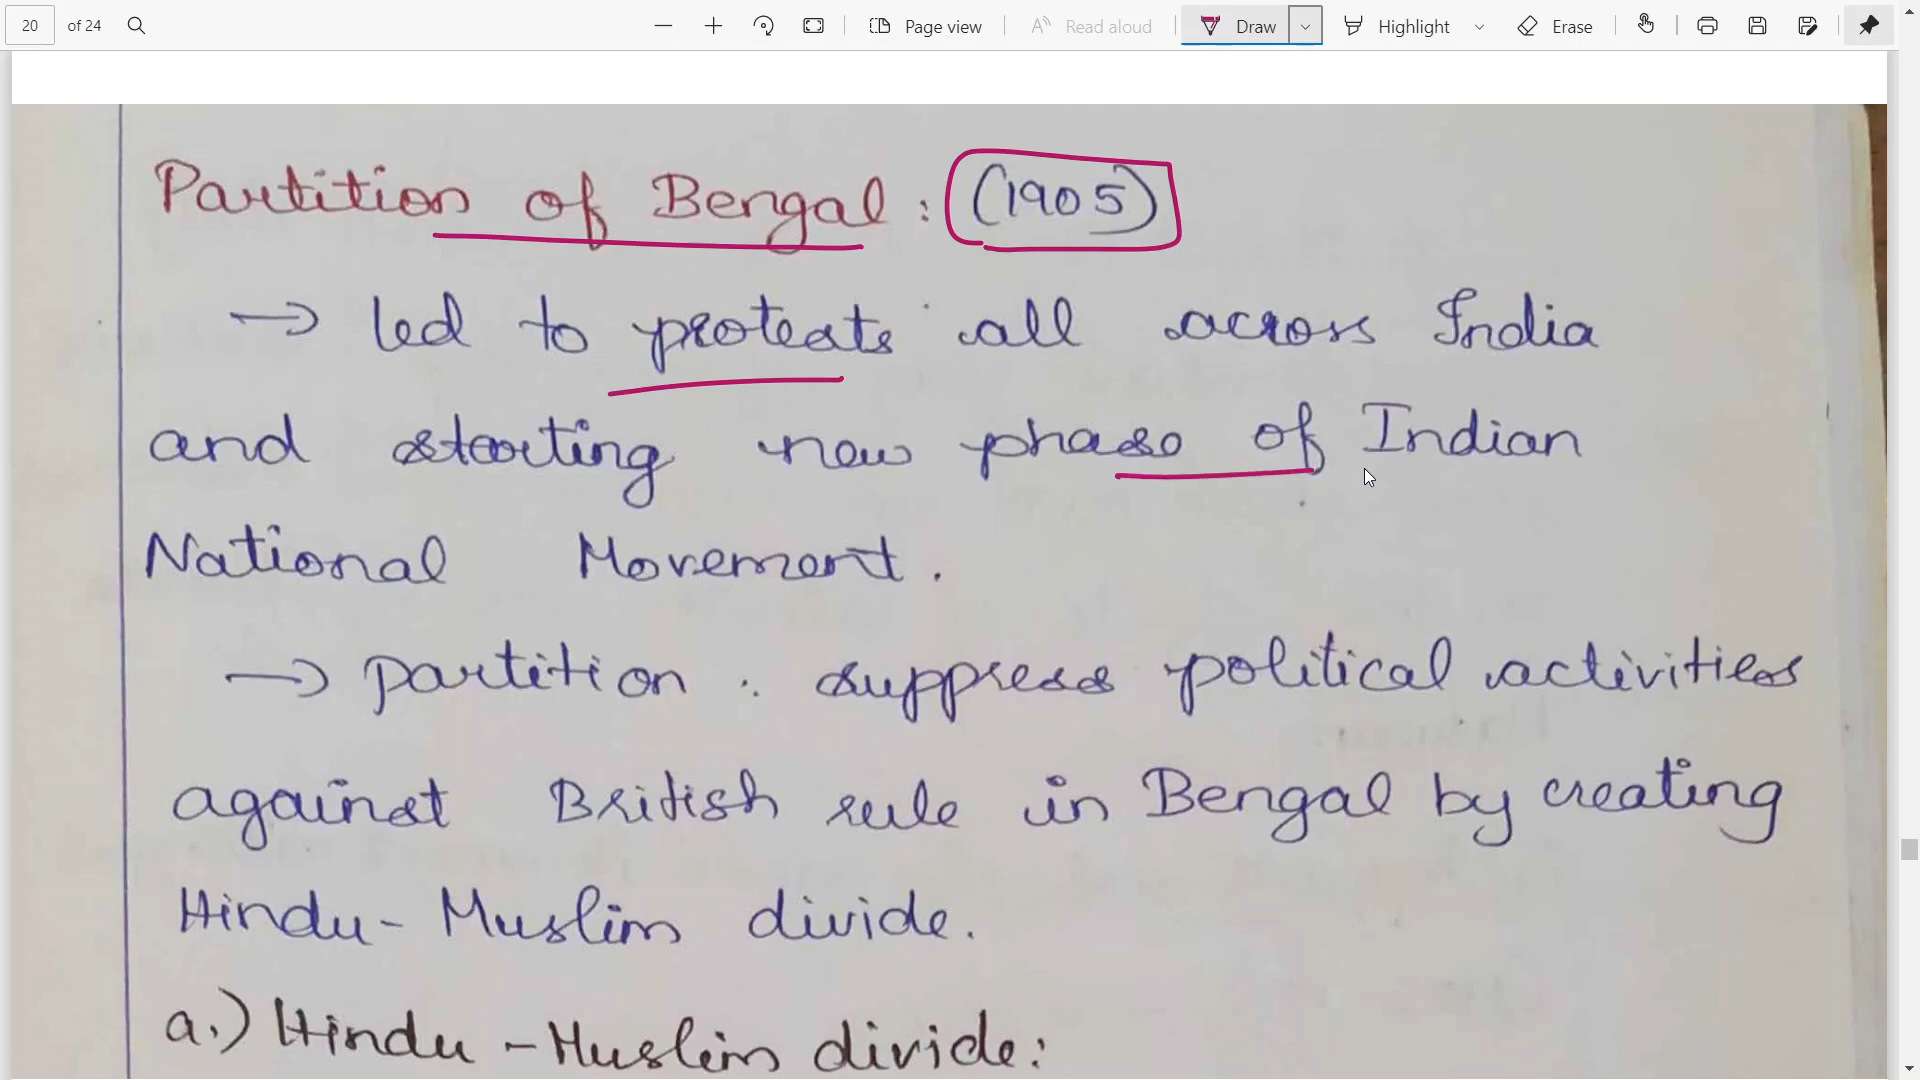 20 of 24 Page view Read aloud Draw Highlight Erase
Partition of Bengal : (1905)
→ led to protests all across India
and starting new phase of Indian
National Movement.
→ partition : suppress political activities
against British rule in Bengal by creating
Hindu-Muslim divide.
a.) Hindu-Muslim divide: